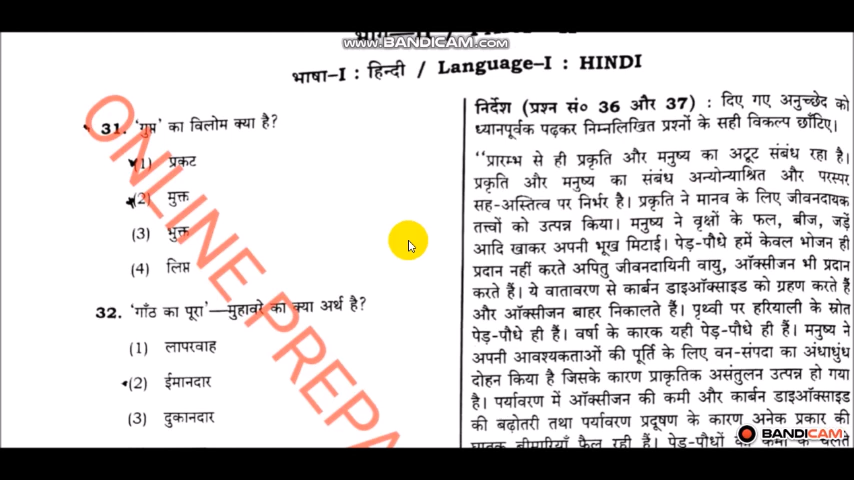 www.BANDICAM.com
भाषा–I : हिन्दी / Language–I : HINDI
31. 'गुप्त' का विलोम क्या है?
(1) प्रकट
(2) मुक्त
(3) भुक्त
(4) लिप्त
32. 'गाँठ का पूरा'—मुहावरे का क्या अर्थ है?
(1) लापरवाह
(2) ईमानदार
(3) दुकानदार
ONLINE PREPA
निर्देश (प्रश्न सं० 36 और 37) : दिए गए अनुच्छेद को
ध्यानपूर्वक पढ़कर निम्नलिखित प्रश्नों के सही विकल्प छाँटिए।
"प्रारम्भ से ही प्रकृति और मनुष्य का अटूट संबंध रहा है।
प्रकृति और मनुष्य का संबंध अन्योन्याश्रित और परस्पर
सह-अस्तित्व पर निर्भर है। प्रकृति ने मानव के लिए जीवनदायक
तत्त्वों को उत्पन्न किया। मनुष्य ने वृक्षों के फल, बीज, जड़ें
आदि खाकर अपनी भूख मिटाई। पेड़-पौधे हमें केवल भोजन ही
प्रदान नहीं करते अपितु जीवनदायिनी वायु, ऑक्सीजन भी प्रदान
करते हैं। ये वातावरण से कार्बन डाइऑक्साइड को ग्रहण करते हैं
और ऑक्सीजन बाहर निकालते हैं। पृथ्वी पर हरियाली के स्रोत
पेड़-पौधे ही हैं। वर्षा के कारक यही पेड़-पौधे ही हैं। मनुष्य ने
अपनी आवश्यकताओं की पूर्ति के लिए वन-संपदा का अंधाधुंध
दोहन किया है जिसके कारण प्राकृतिक असंतुलन उत्पन्न हो गया
है। पर्यावरण में ऑक्सीजन की कमी और कार्बन डाइऑक्साइड
की बढ़ोतरी तथा पर्यावरण प्रदूषण के कारण अनेक प्रकार की
बीमारियाँ फैल रही हैं। पेड़-पौधों
BANDICAM